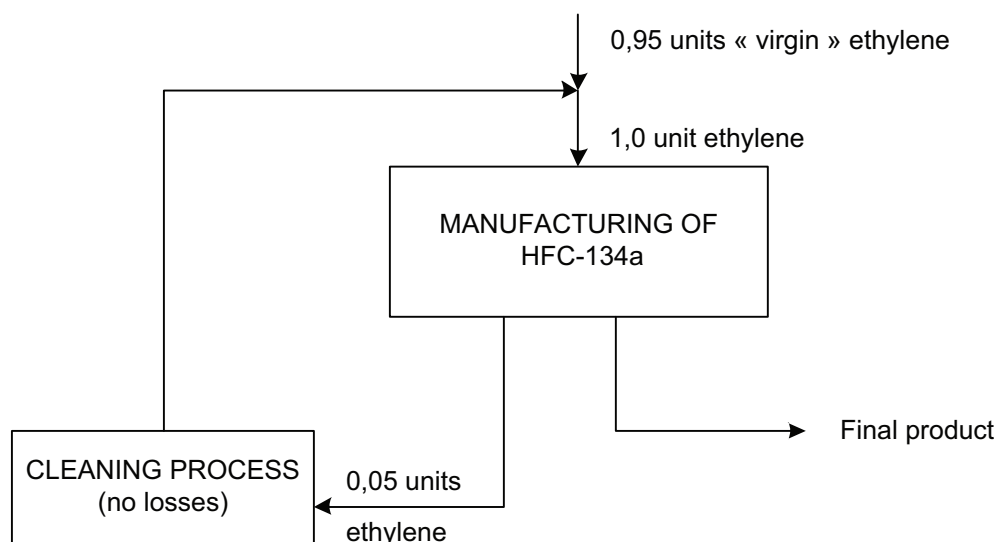 0,95 units « virgin » ethylene
1,0 unit ethylene
MANUFACTURING OF
HFC-134a
Final product
CLEANING PROCESS
(no losses)
0,05 units
ethylene